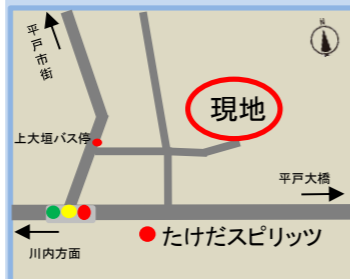 平戸市街
現地
上大垣バス停
平戸大橋
たけだスピリッツ
川内方面